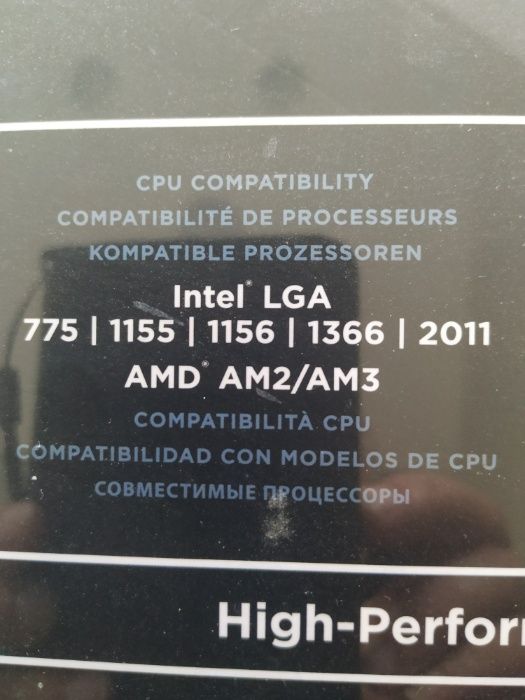 CPU COMPATIBILITY
COMPATIBILITÉ DE PROCESSEURS
KOMPATIBLE PROZESSOREN
Intel® LGA
775 | 1155 | 1156 | 1366 | 2011
AMD® AM2/AM3
COMPATIBILITÀ CPU
COMPATIBILIDAD CON MODELOS DE CPU
СОВМЕСТИМЫЕ ПРОЦЕССОРЫ